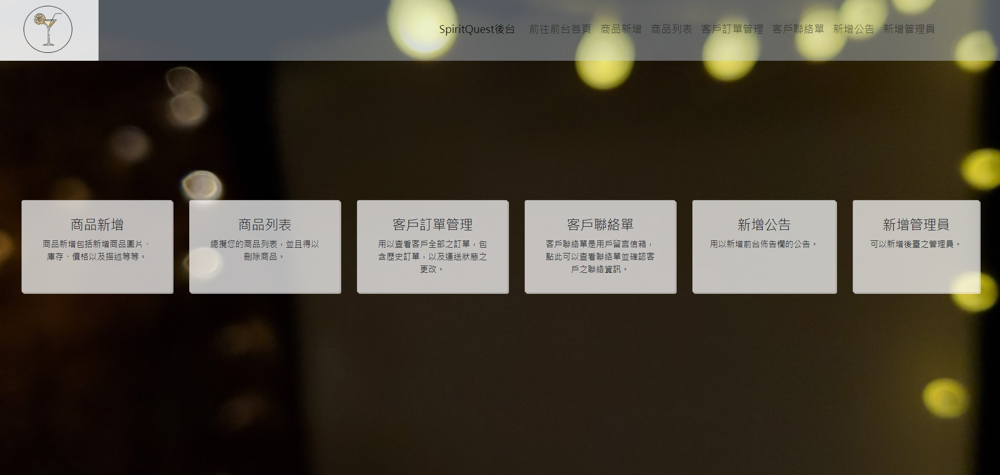 SpiritQuest後台 前往前台首頁 商品新增 商品列表 客戶訂單管理 客戶聯絡單 新增公告 新增管理員
商品新增
商品新增包括新增商品圖片、
庫存、價格以及描述等等。
商品列表
總攬您的商品列表，並且得以
刪除商品。
客戶訂單管理
用以查看客戶全部之訂單，包
含歷史訂單，以及運送狀態之
更改。
客戶聯絡單
客戶聯絡單是用戶留言信箱，
點此可以查看聯絡單並確認客
戶之聯絡資訊。
新增公告
用以新增前台佈告欄的公告。
新增管理員
可以新增後臺之管理員。